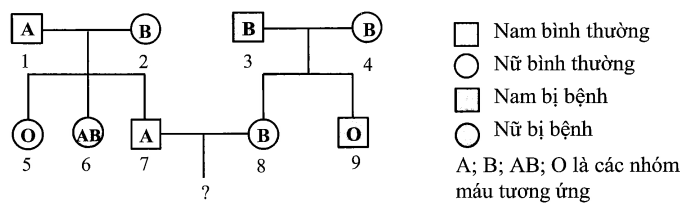 A
B
B
B
1
2
3
4
O
AB
A
B
O
5
6
7
8
9
?
Nam bình thường
Nữ bình thường
Nam bị bệnh
Nữ bị bệnh
A; B; AB; O là các nhóm
máu tương ứng